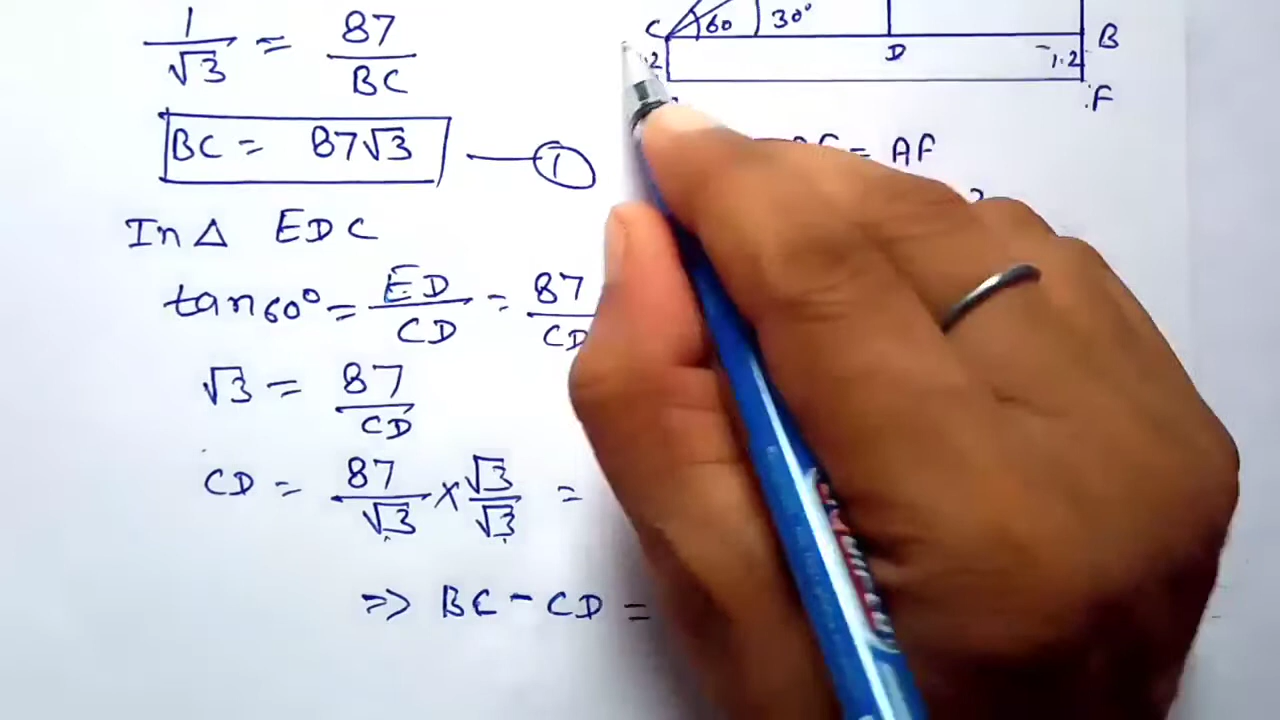 1/√3 = 87/BC
BC = 87√3 — ①
In △ EDC
tan60° = ED/CD = 87/CD
√3 = 87/CD
CD = 87/√3 × √3/√3 =
⇒ BC - CD =
C 60 30°
D B
1.2
F
= AF